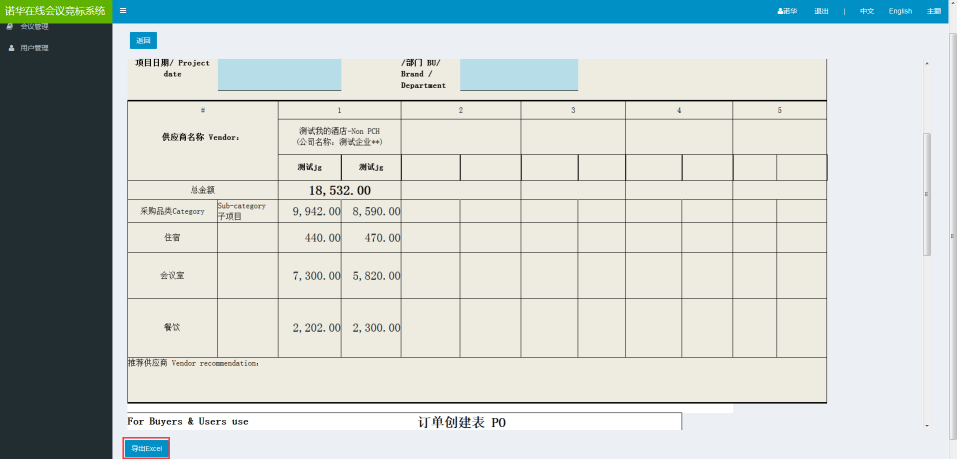 诺华在线会议竞标系统
诺华 退出 | 中文 English 主题
会议管理
用户管理
返回
项目日期/ Project date
/部门 BU/ Brand / Department
# 1 2 3 4 5
供应商名称 Vendor:
测试我的酒店-Non PCH
(公司名称: 测试企业**)
测试jg 测试jg
总金额 18,532.00
采购品类Category Sub-category 子项目 9,942.00 8,590.00
住宿 440.00 470.00
会议室 7,300.00 5,820.00
餐饮 2,202.00 2,300.00
推荐供应商 Vendor recommendation:
For Buyers & Users use 订单创建表 PO
导出Excel